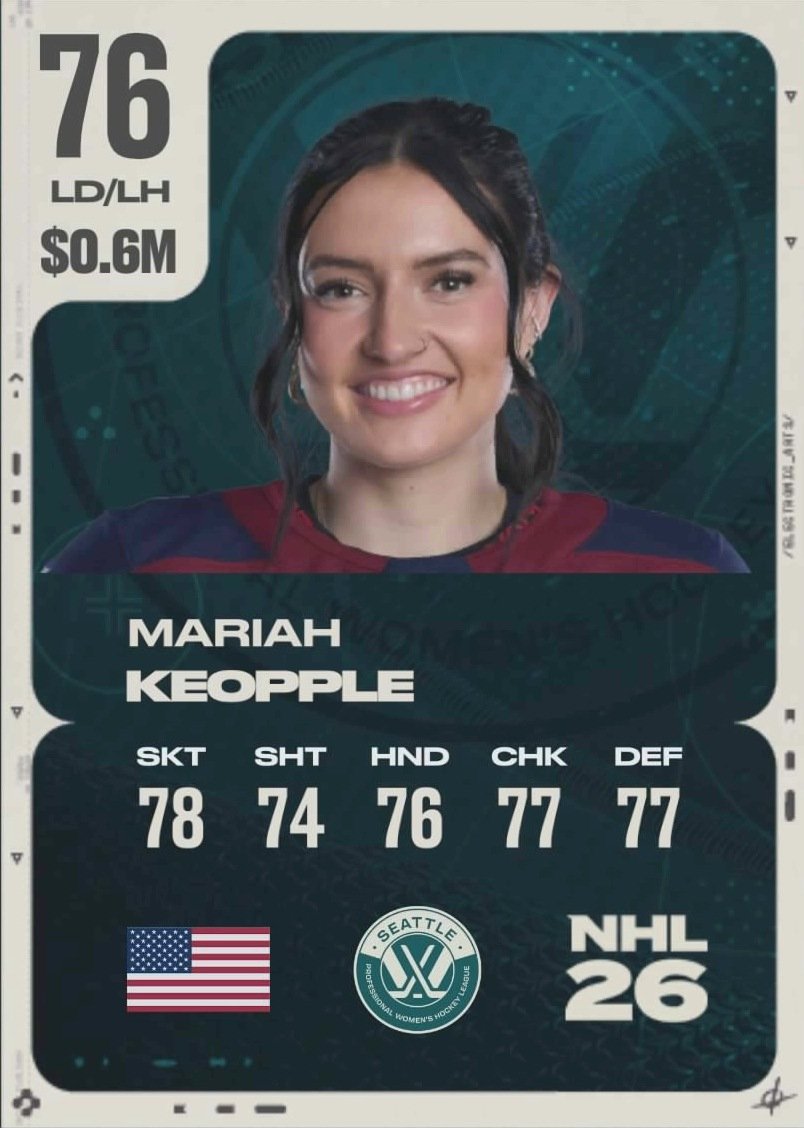 76
LD/LH
$0.6M
/ELECTRONIC_ARTS/
MARIAH
KEOPPLE
SKT SHT HND CHK DEF
78 74 76 77 77
SEATTLE
PROFESSIONAL WOMEN'S HOCKEY LEAGUE
NHL
26